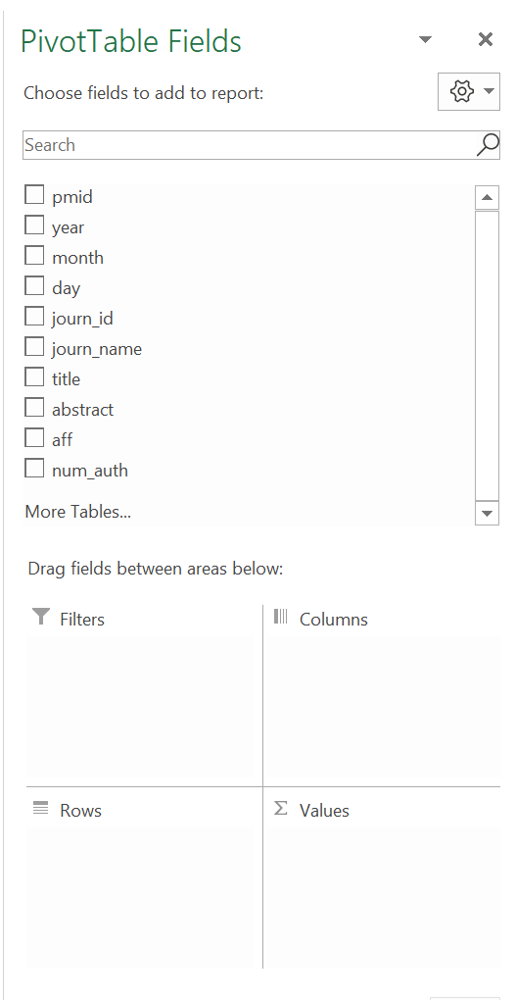 PivotTable Fields
Choose fields to add to report:
Search
pmid
year
month
day
journ_id
journ_name
title
abstract
aff
num_auth
More Tables...
Drag fields between areas below:
Filters
Columns
Rows
Values